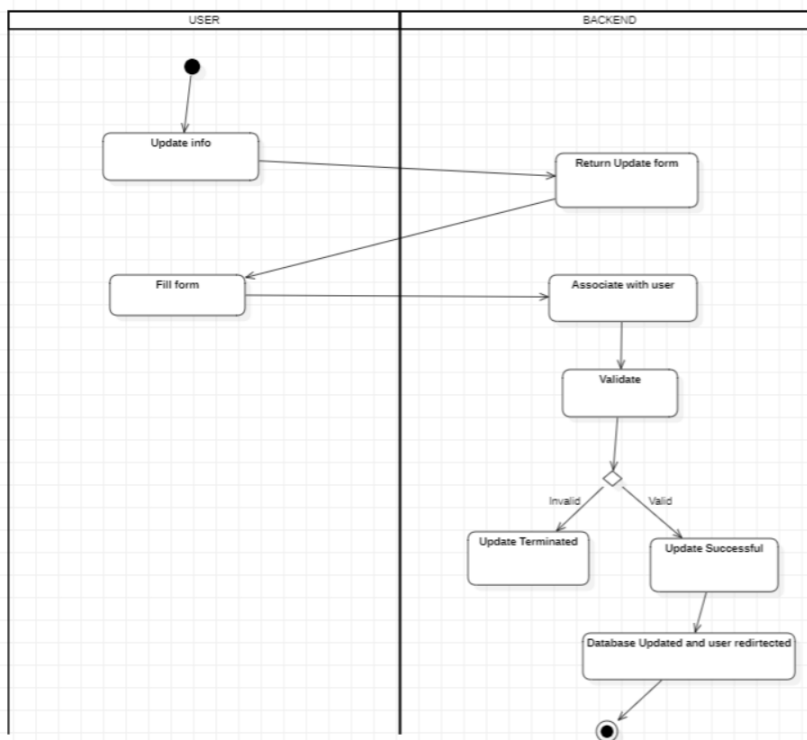 USER
BACKEND
Update info
Return Update form
Fill form
Associate with user
Validate
Invalid
Valid
Update Terminated
Update Successful
Database Updated and user redirtected